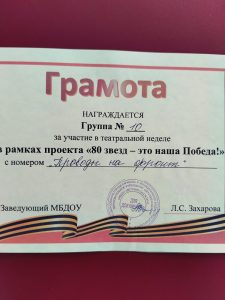 Грамота
НАГРАЖДАЕТСЯ
Группа № 10
за участие в театральной неделе
в рамках проекта «80 звезд – это наша Победа!»
с номером "Проводы на фронт"
Заведующий МБДОУ Л.С. Захарова